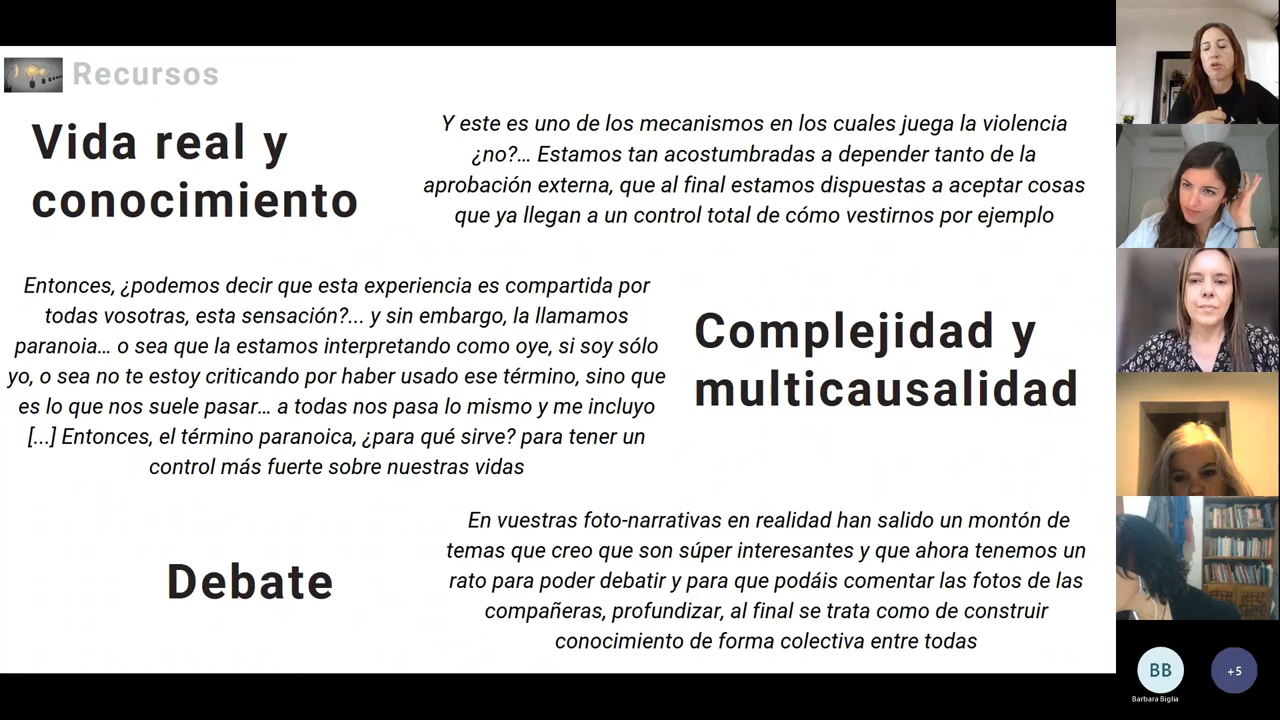 Recursos
Vida real y
conocimiento
Y este es uno de los mecanismos en los cuales juega la violencia
¿no?... Estamos tan acostumbradas a depender tanto de la
aprobación externa, que al final estamos dispuestas a aceptar cosas
que ya llegan a un control total de cómo vestirnos por ejemplo
Entonces, ¿podemos decir que esta experiencia es compartida por
todas vosotras, esta sensación?... y sin embargo, la llamamos
paranoia... o sea que la estamos interpretando como oye, si soy sólo
yo, o sea no te estoy criticando por haber usado ese término, sino que
es lo que nos suele pasar... a todas nos pasa lo mismo y me incluyo
[...] Entonces, el término paranoica, ¿para qué sirve? para tener un
control más fuerte sobre nuestras vidas
Complejidad y
multicausalidad
Debate
En vuestras foto-narrativas en realidad han salido un montón de
temas que creo que son súper interesantes y que ahora tenemos un
rato para poder debatir y para que podáis comentar las fotos de las
compañeras, profundizar, al final se trata como de construir
conocimiento de forma colectiva entre todas
BB
Barbara Biglia
+5